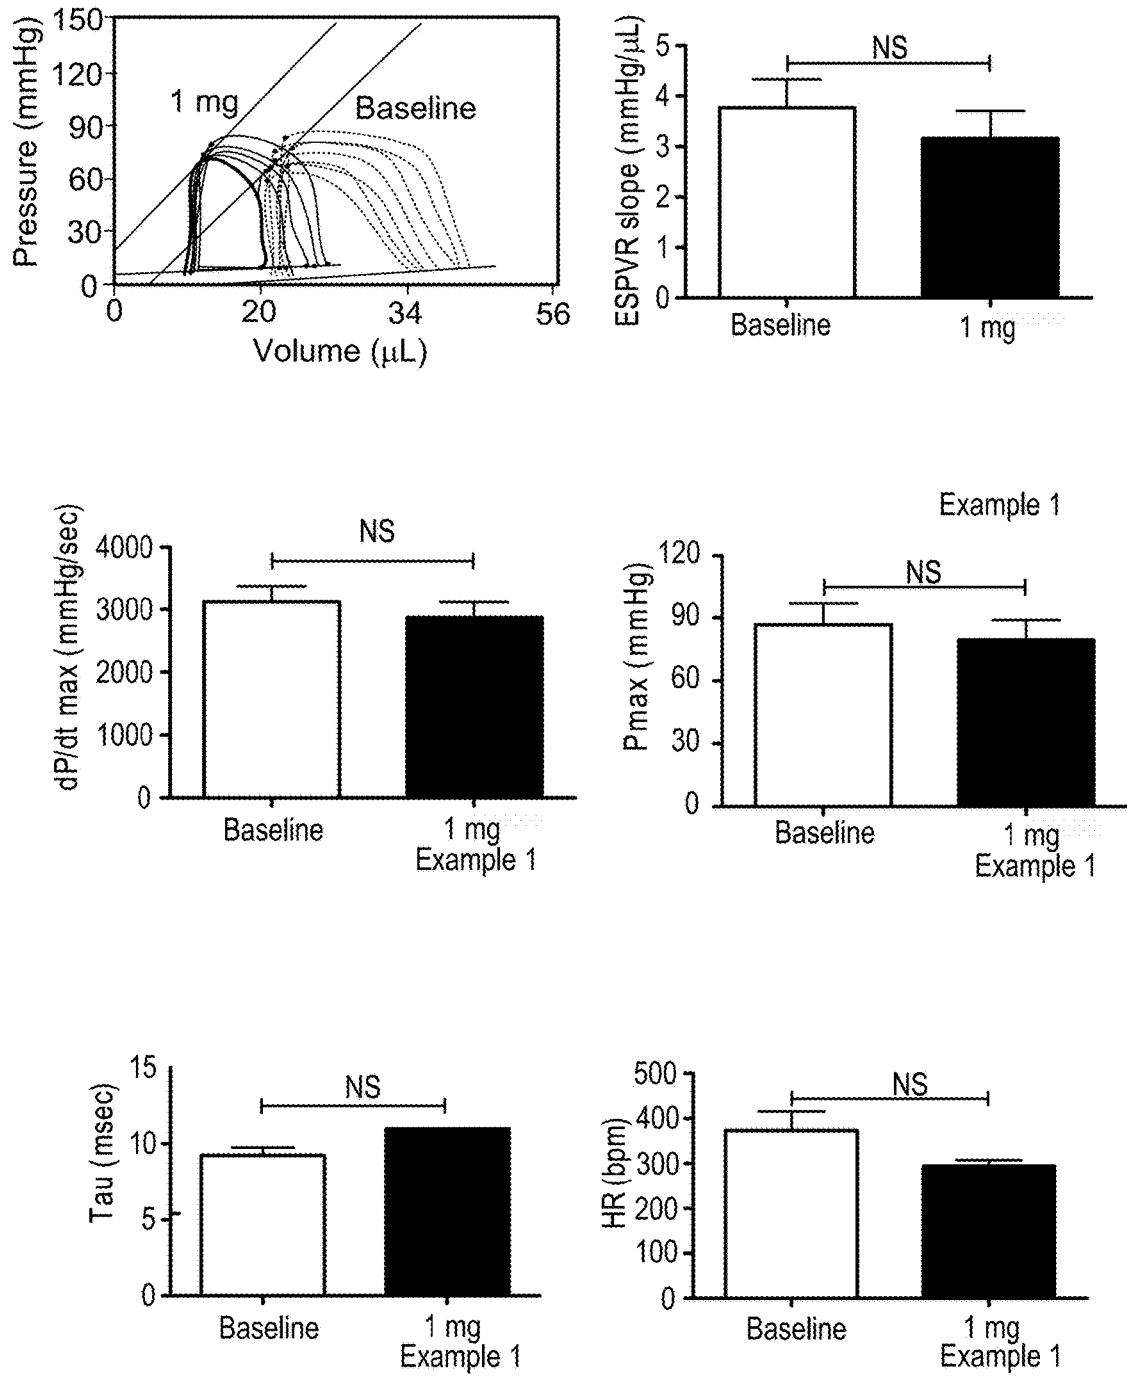 150
120
90
60
30
0
Pressure (mmHg)
1 mg
Baseline
0 20 34 56
Volume (μL)
5
4
3
2
1
0
ESPVR slope (mmHg/μL)
NS
Baseline 1 mg
4000
3000
2000
1000
0
dP/dt max (mmHg/sec)
NS
Baseline 1 mg
Example 1
Example 1
120
90
60
30
0
Pmax (mmHg)
NS
Baseline 1 mg
Example 1
15
10
5
0
Tau (msec)
NS
Baseline 1 mg
Example 1
500
400
300
200
100
0
HR (bpm)
NS
Baseline 1 mg
Example 1